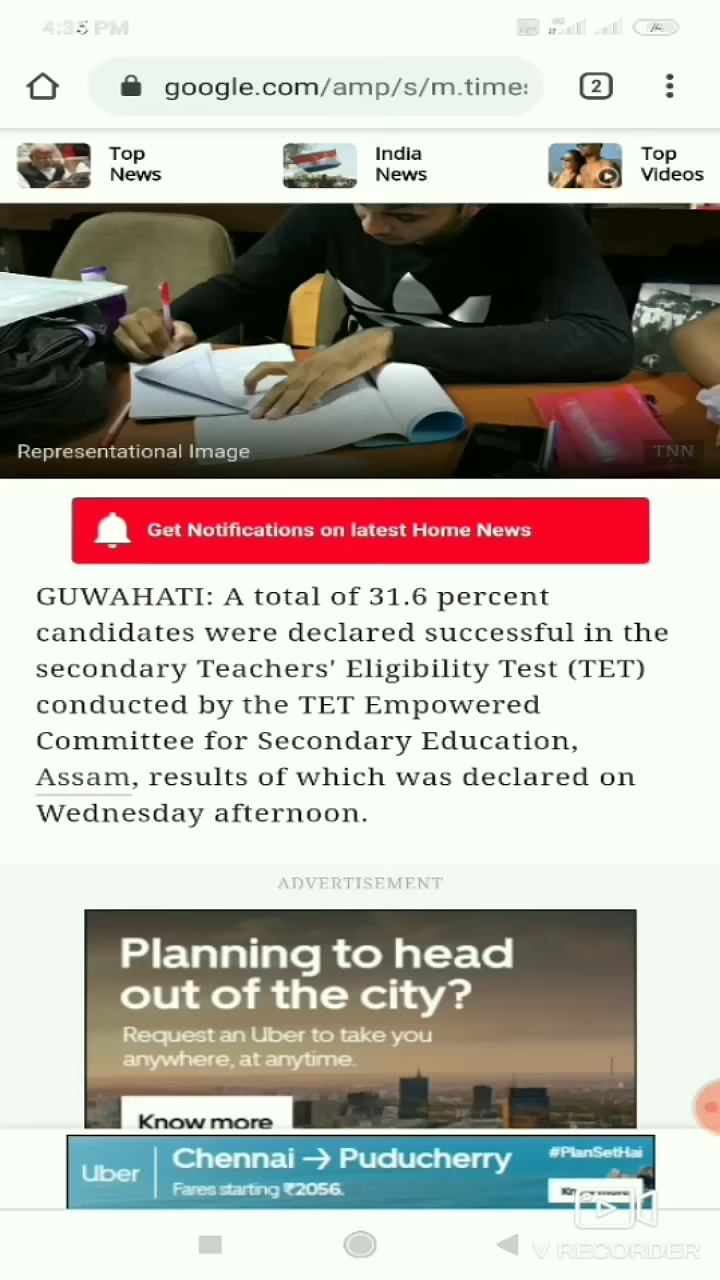 4:35 PM
google.com/amp/s/m.time
2
Top
News
India
News
Top
Videos
Representational Image
TNN
Get Notifications on latest Home News
GUWAHATI: A total of 31.6 percent
candidates were declared successful in the
secondary Teachers' Eligibility Test (TET)
conducted by the TET Empowered
Committee for Secondary Education,
Assam, results of which was declared on
Wednesday afternoon.
ADVERTISEMENT
Planning to head
out of the city?
Request an Uber to take you
anywhere, at anytime.
Know more
Uber
Chennai → Puducherry
Fares starting ₹2056.
#PlanSetHai
V RECORDER